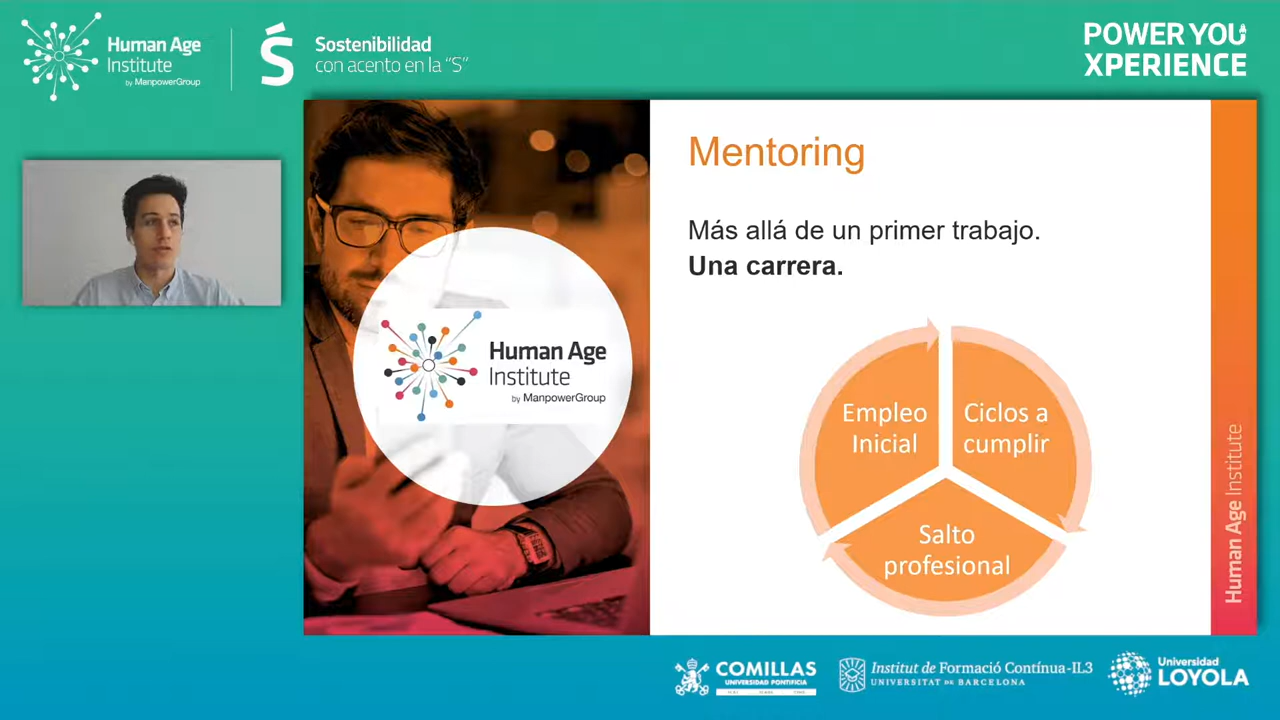 Human Age
Institute
by ManpowerGroup
Ś
Sostenibilidad
con acento en la “S”
POWER YOU
XPERIENCE
Mentoring
Más allá de un primer trabajo.
Una carrera.
Human Age
Institute
by ManpowerGroup
Empleo
Inicial
Ciclos a
cumplir
Salto
profesional
Human Age Institute
COMILLAS
UNIVERSIDAD PONTIFICIA
Institut de Formació Contínua-IL3
UNIVERSITAT DE BARCELONA
Universidad
LOYOLA